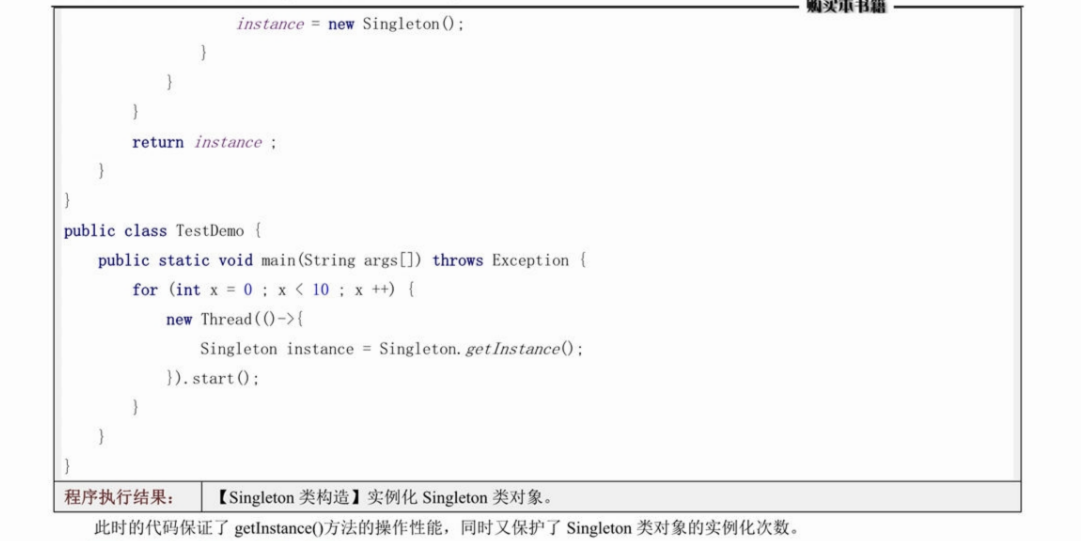 购买本书籍
instance = new Singleton();
}
}
}
return instance ;
}
}
public class TestDemo {
public static void main(String args[]) throws Exception {
for (int x = 0 ; x < 10 ; x ++) {
new Thread(()->{
Singleton instance = Singleton.getInstance();
}).start();
}
}
}
程序执行结果： 【Singleton 类构造】实例化 Singleton 类对象。
此时的代码保证了 getInstance()方法的操作性能，同时又保护了 Singleton 类对象的实例化次数。